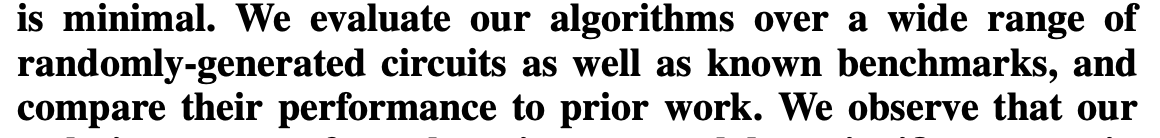 is minimal. We evaluate our algorithms over a wide range of
randomly-generated circuits as well as known benchmarks, and
compare their performance to prior work. We observe that our